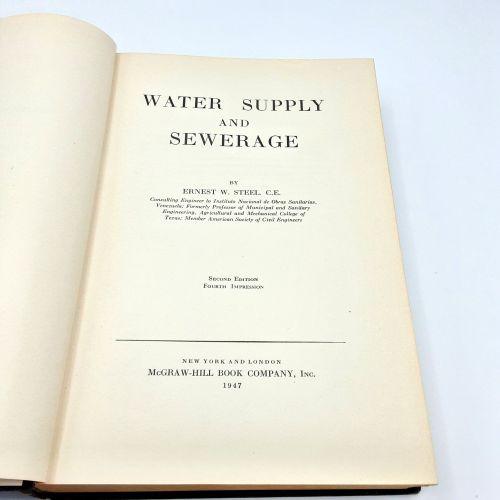 WATER SUPPLY
AND
SEWERAGE
BY
ERNEST W. STEEL, C.E.
Consulting Engineer to Instituto Nacional de Obras Sanitarias,
Venezuela; Formerly Professor of Municipal and Sanitary
Engineering, Agricultural and Mechanical College of
Texas; Member American Society of Civil Engineers
SECOND EDITION
FOURTH IMPRESSION
NEW YORK AND LONDON
McGRAW-HILL BOOK COMPANY, INC.
1947